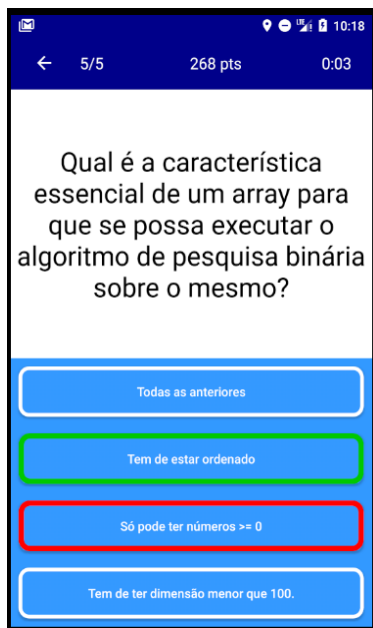 10:18
5/5 268 pts 0:03
Qual é a característica
essencial de um array para
que se possa executar o
algoritmo de pesquisa binária
sobre o mesmo?
Todas as anteriores
Tem de estar ordenado
Só pode ter números >= 0
Tem de ter dimensão menor que 100.